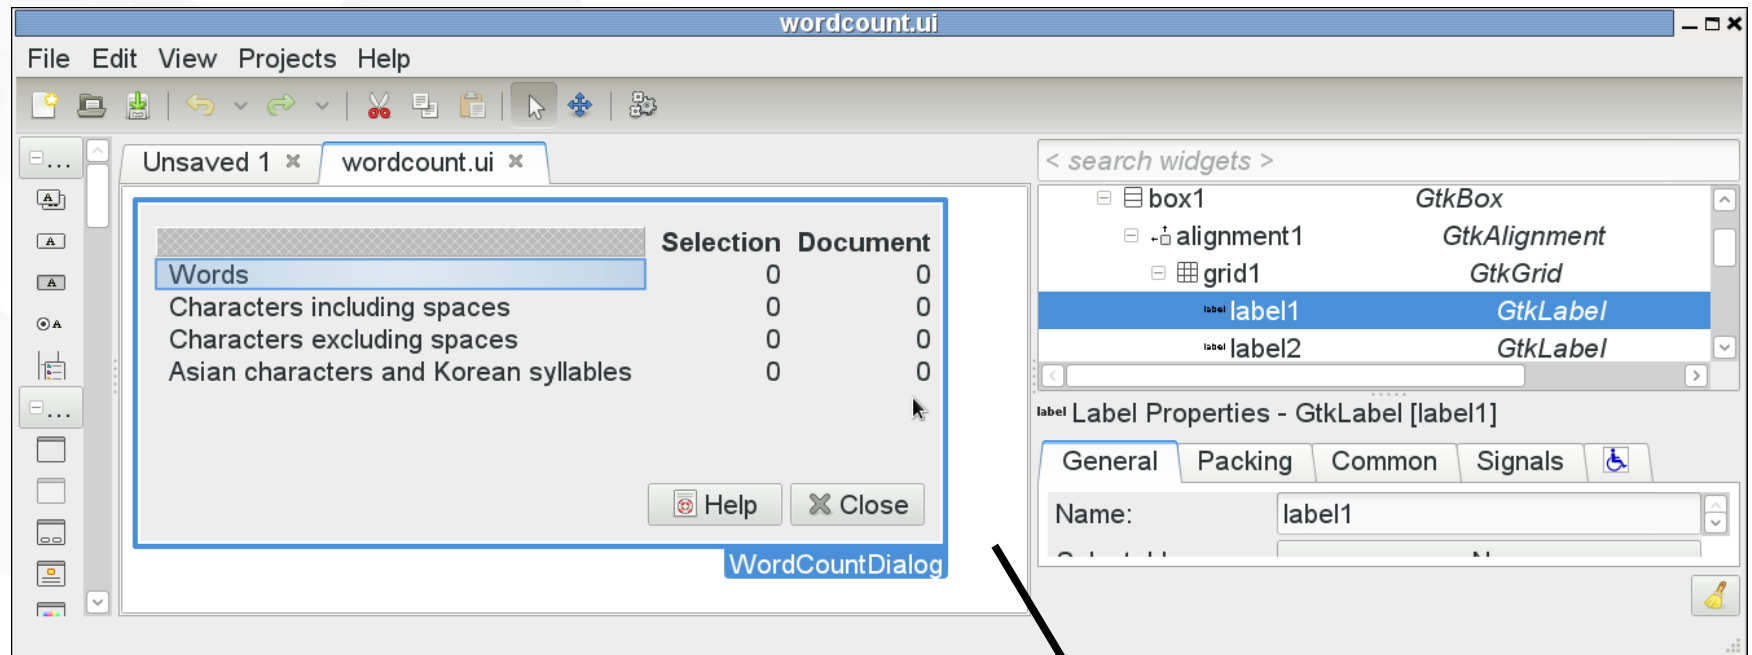 wordcount.ui
File Edit View Projects Help
Unsaved 1
wordcount.ui
< search widgets >
box1 GtkBox
alignment1 GtkAlignment
grid1 GtkGrid
label label1 GtkLabel
label label2 GtkLabel
Selection Document
Words 0 0
Characters including spaces 0 0
Characters excluding spaces 0 0
Asian characters and Korean syllables 0 0
Help Close
WordCountDialog
label Label Properties - GtkLabel [label1]
General Packing Common Signals
Name: label1